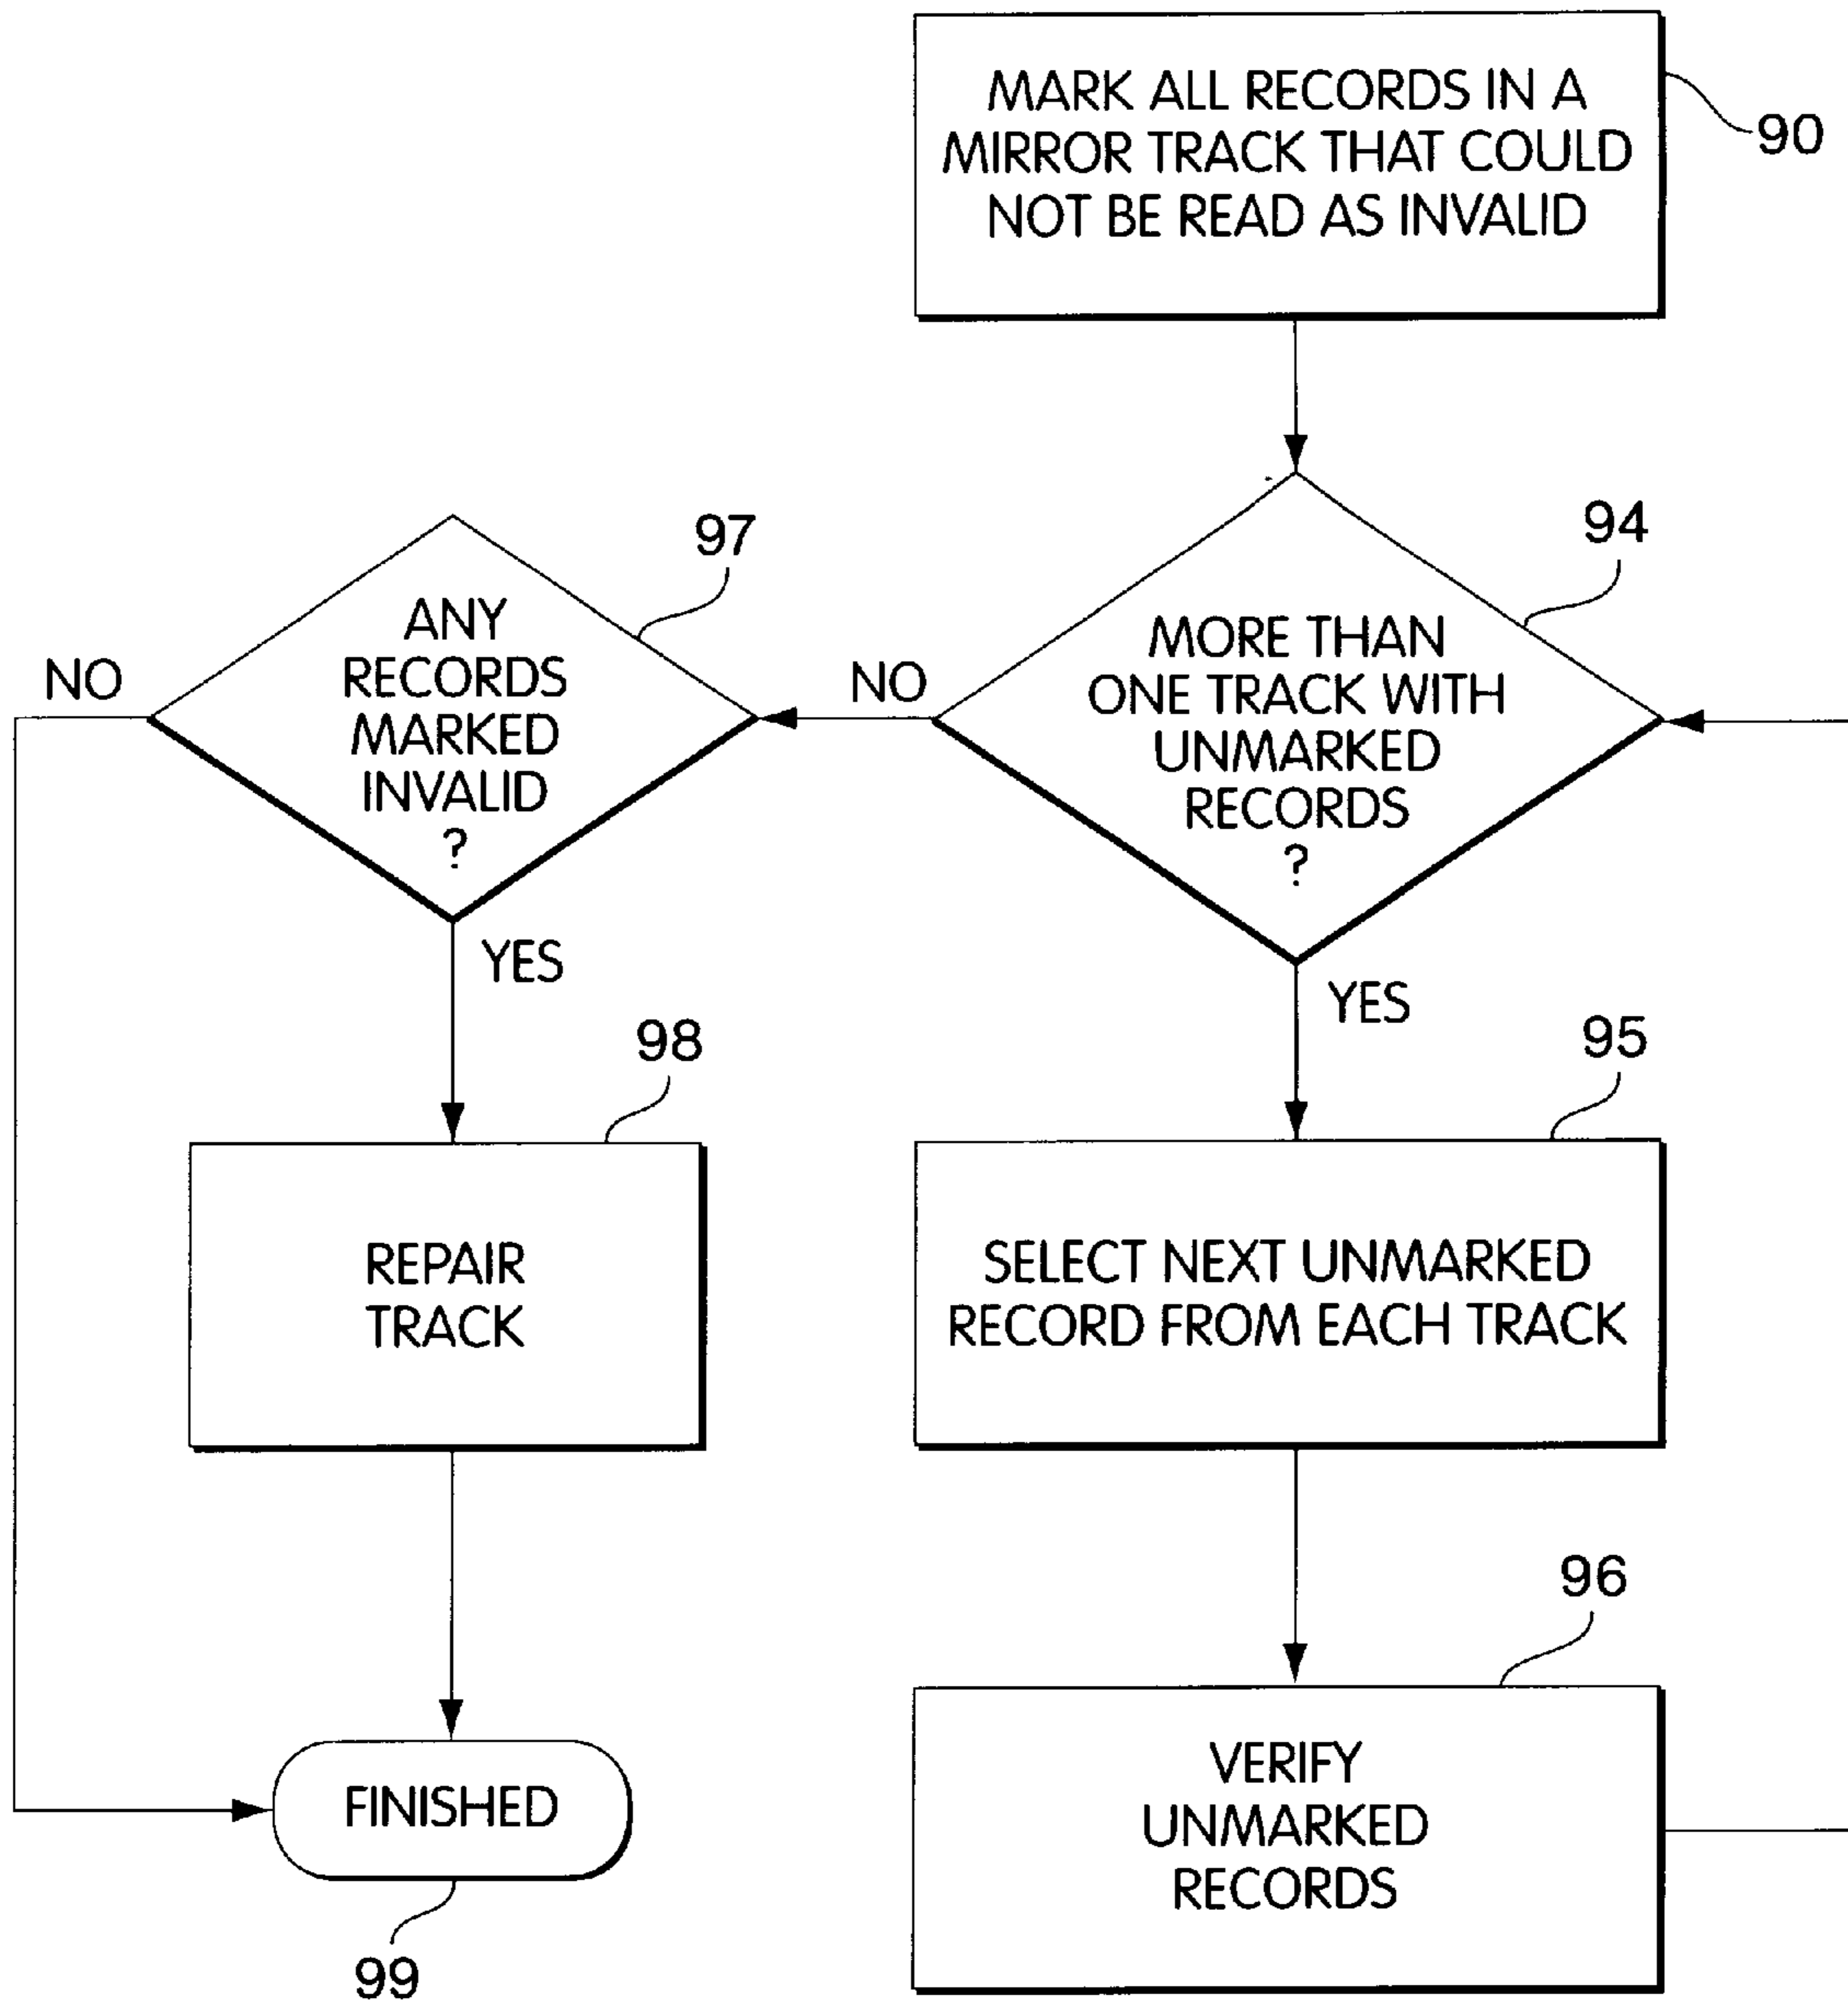 MARK ALL RECORDS IN A
MIRROR TRACK THAT COULD
NOT BE READ AS INVALID
90
94
MORE THAN
ONE TRACK WITH
UNMARKED
RECORDS
?
NO
YES
97
ANY
RECORDS
MARKED
INVALID
?
NO
YES
95
SELECT NEXT UNMARKED
RECORD FROM EACH TRACK
98
REPAIR
TRACK
96
VERIFY
UNMARKED
RECORDS
FINISHED
99